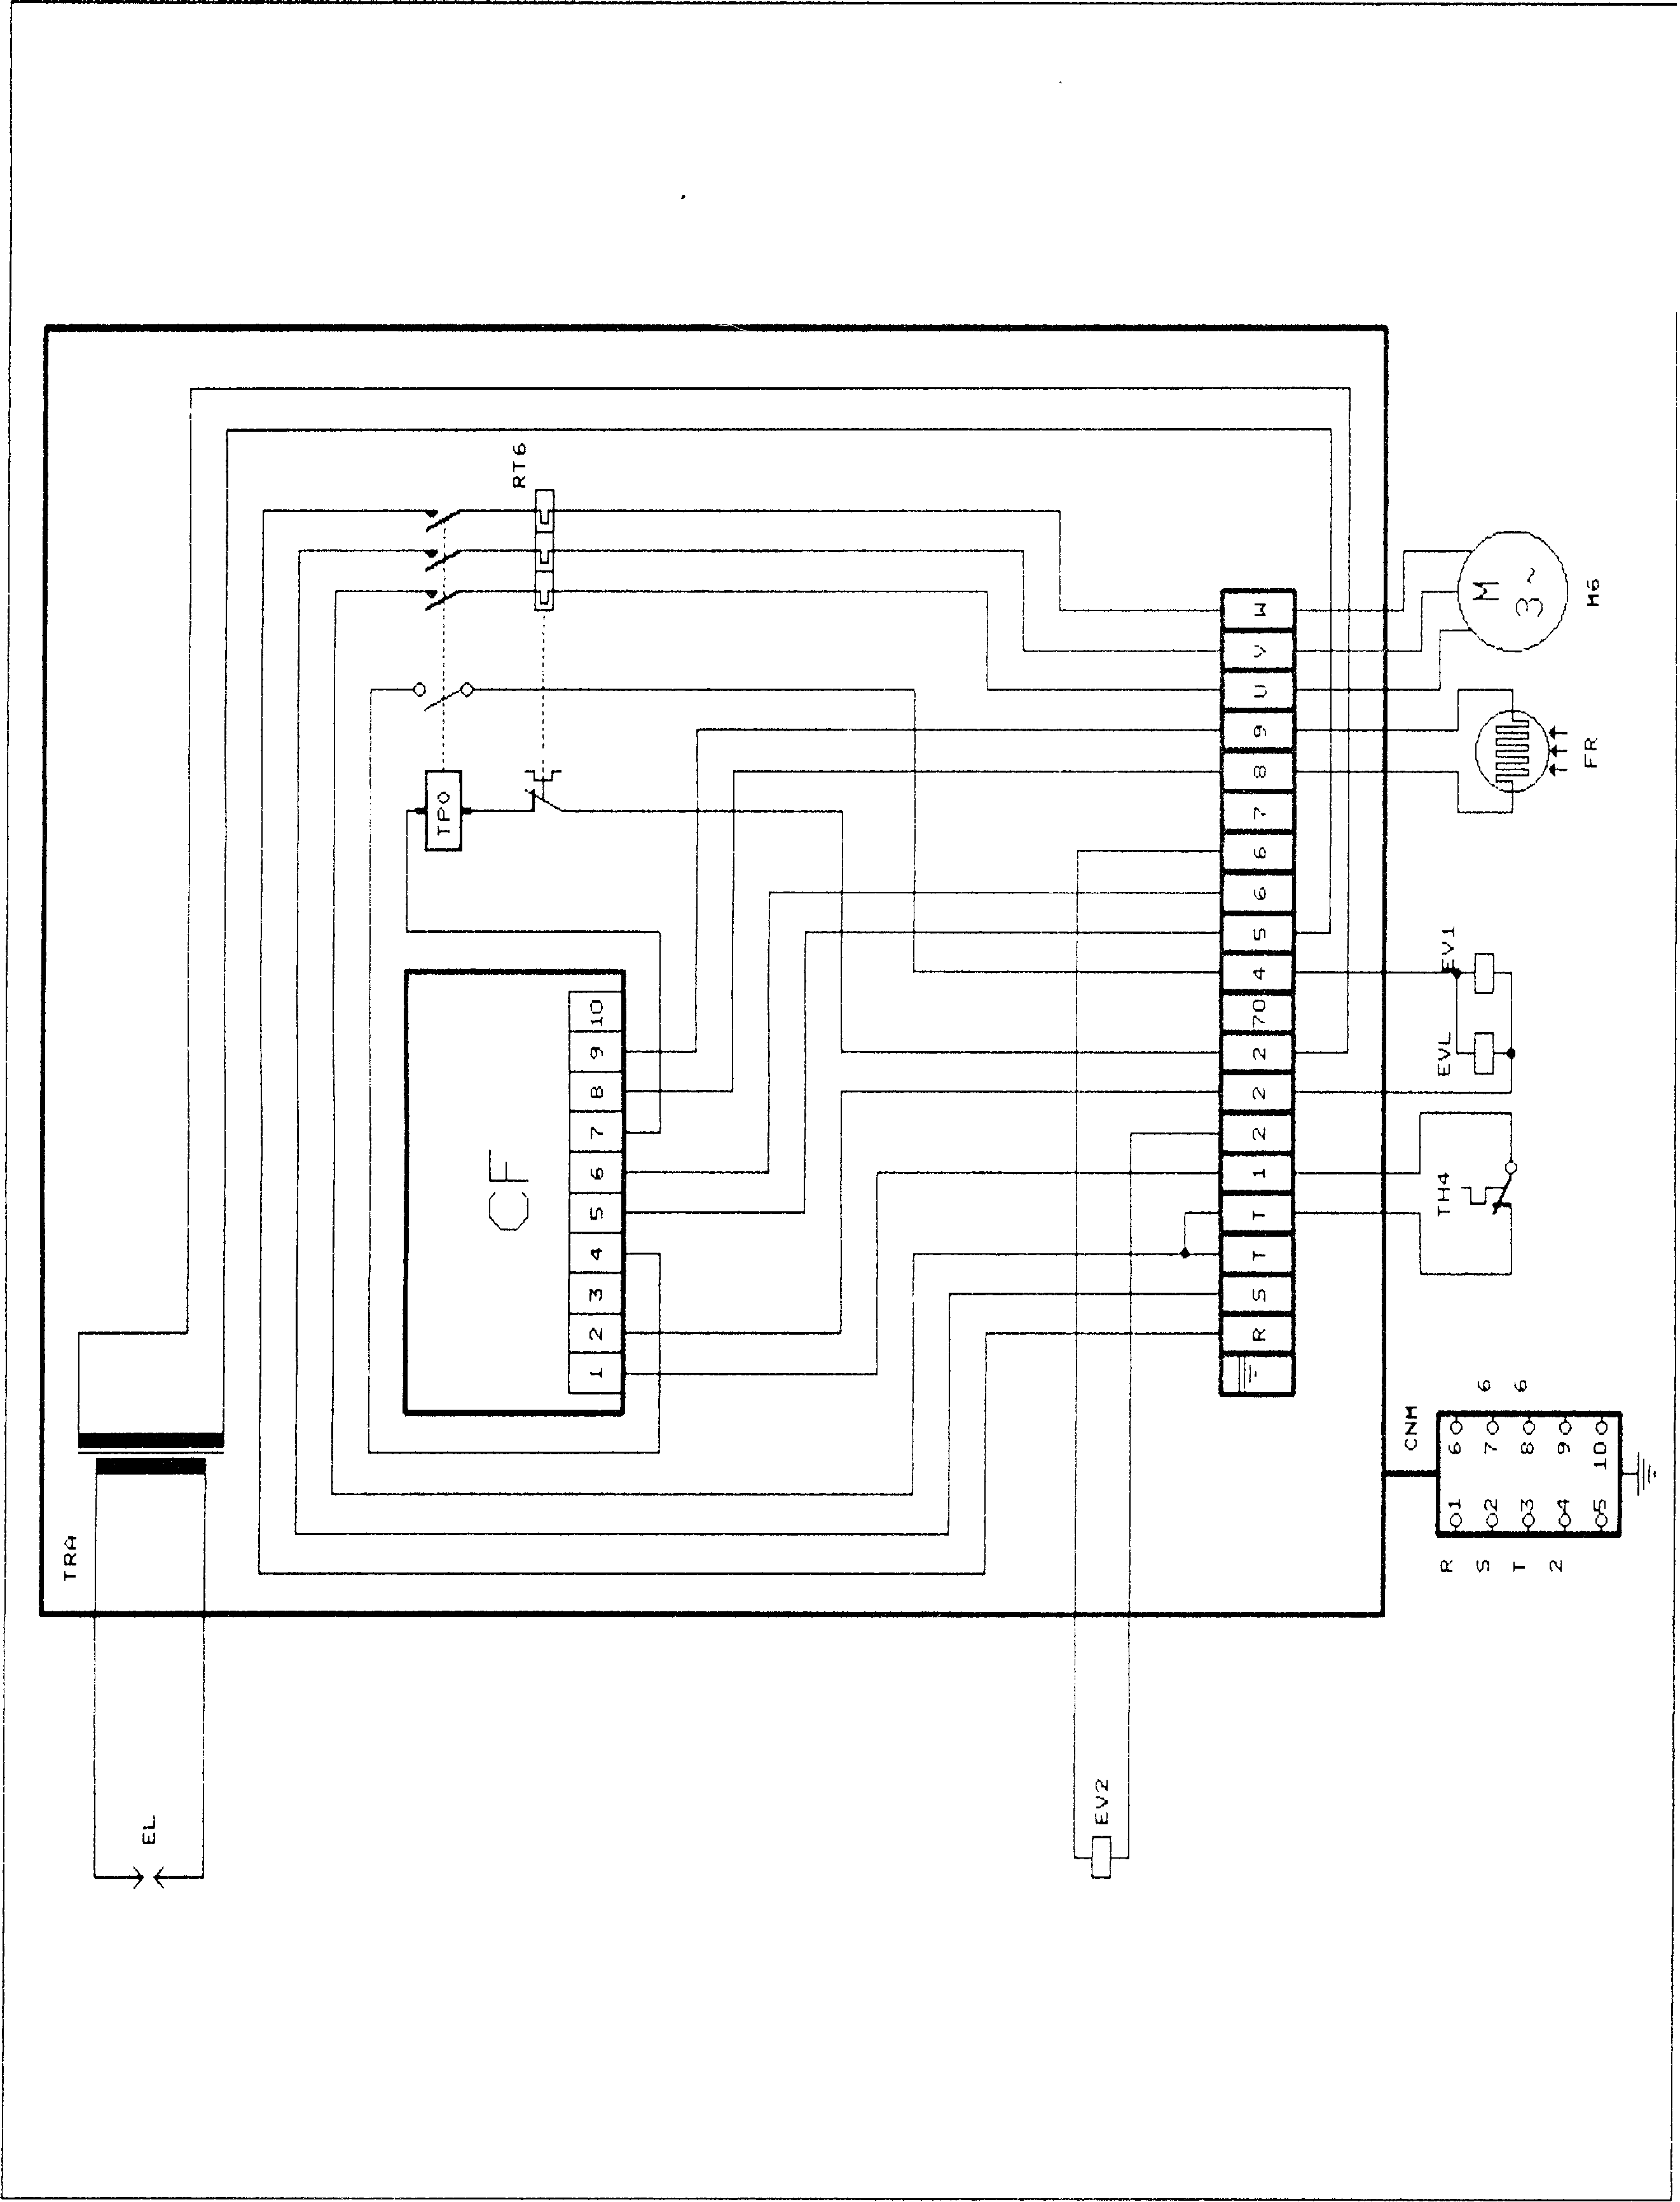 TRA
EL
TPO
CF
RT6
1 2 3 4 5 6 7 8 9 10
EV2
R S T T 1 2 2 2 70 4 5 6 6 7 8 9 U V W
CNM
TH4
EVL
EV1
R 1 6
S 2 7 6
T 3 8 6
2 4 9
5 10
M
3~
FR
M6